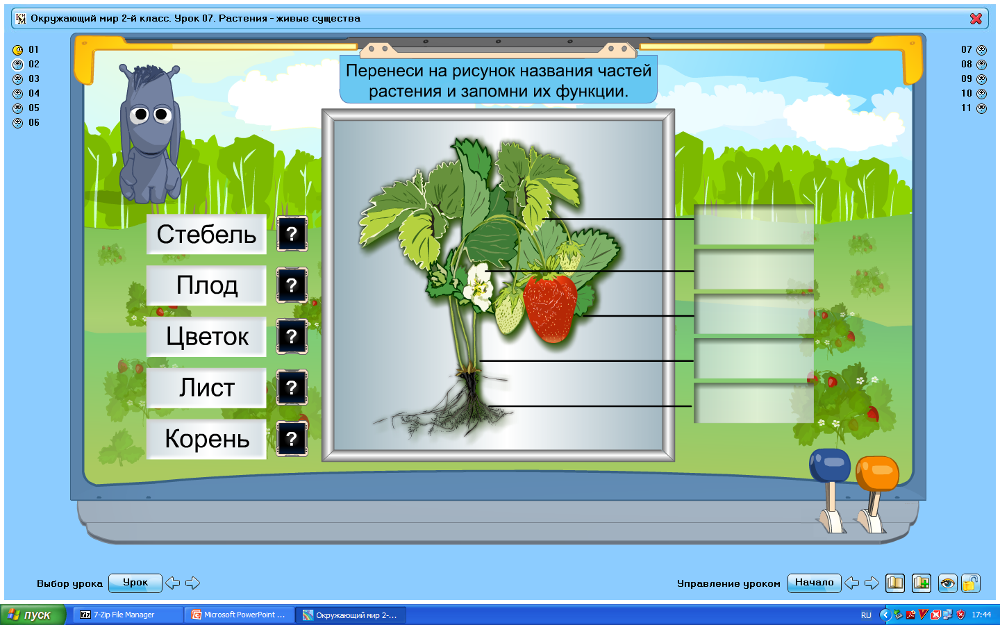 Окружающий мир 2-й класс. Урок 07. Растения - живые существа
01
02
03
04
05
06
07
08
09
10
11
Перенеси на рисунок названия частей
растения и запомни их функции.
Стебель ?
Плод ?
Цветок ?
Лист ?
Корень ?
Выбор урока Урок
Управление уроком Начало
пуск 7-Zip File Manager Microsoft PowerPoint ... Окружающий мир 2-... RU 17:44